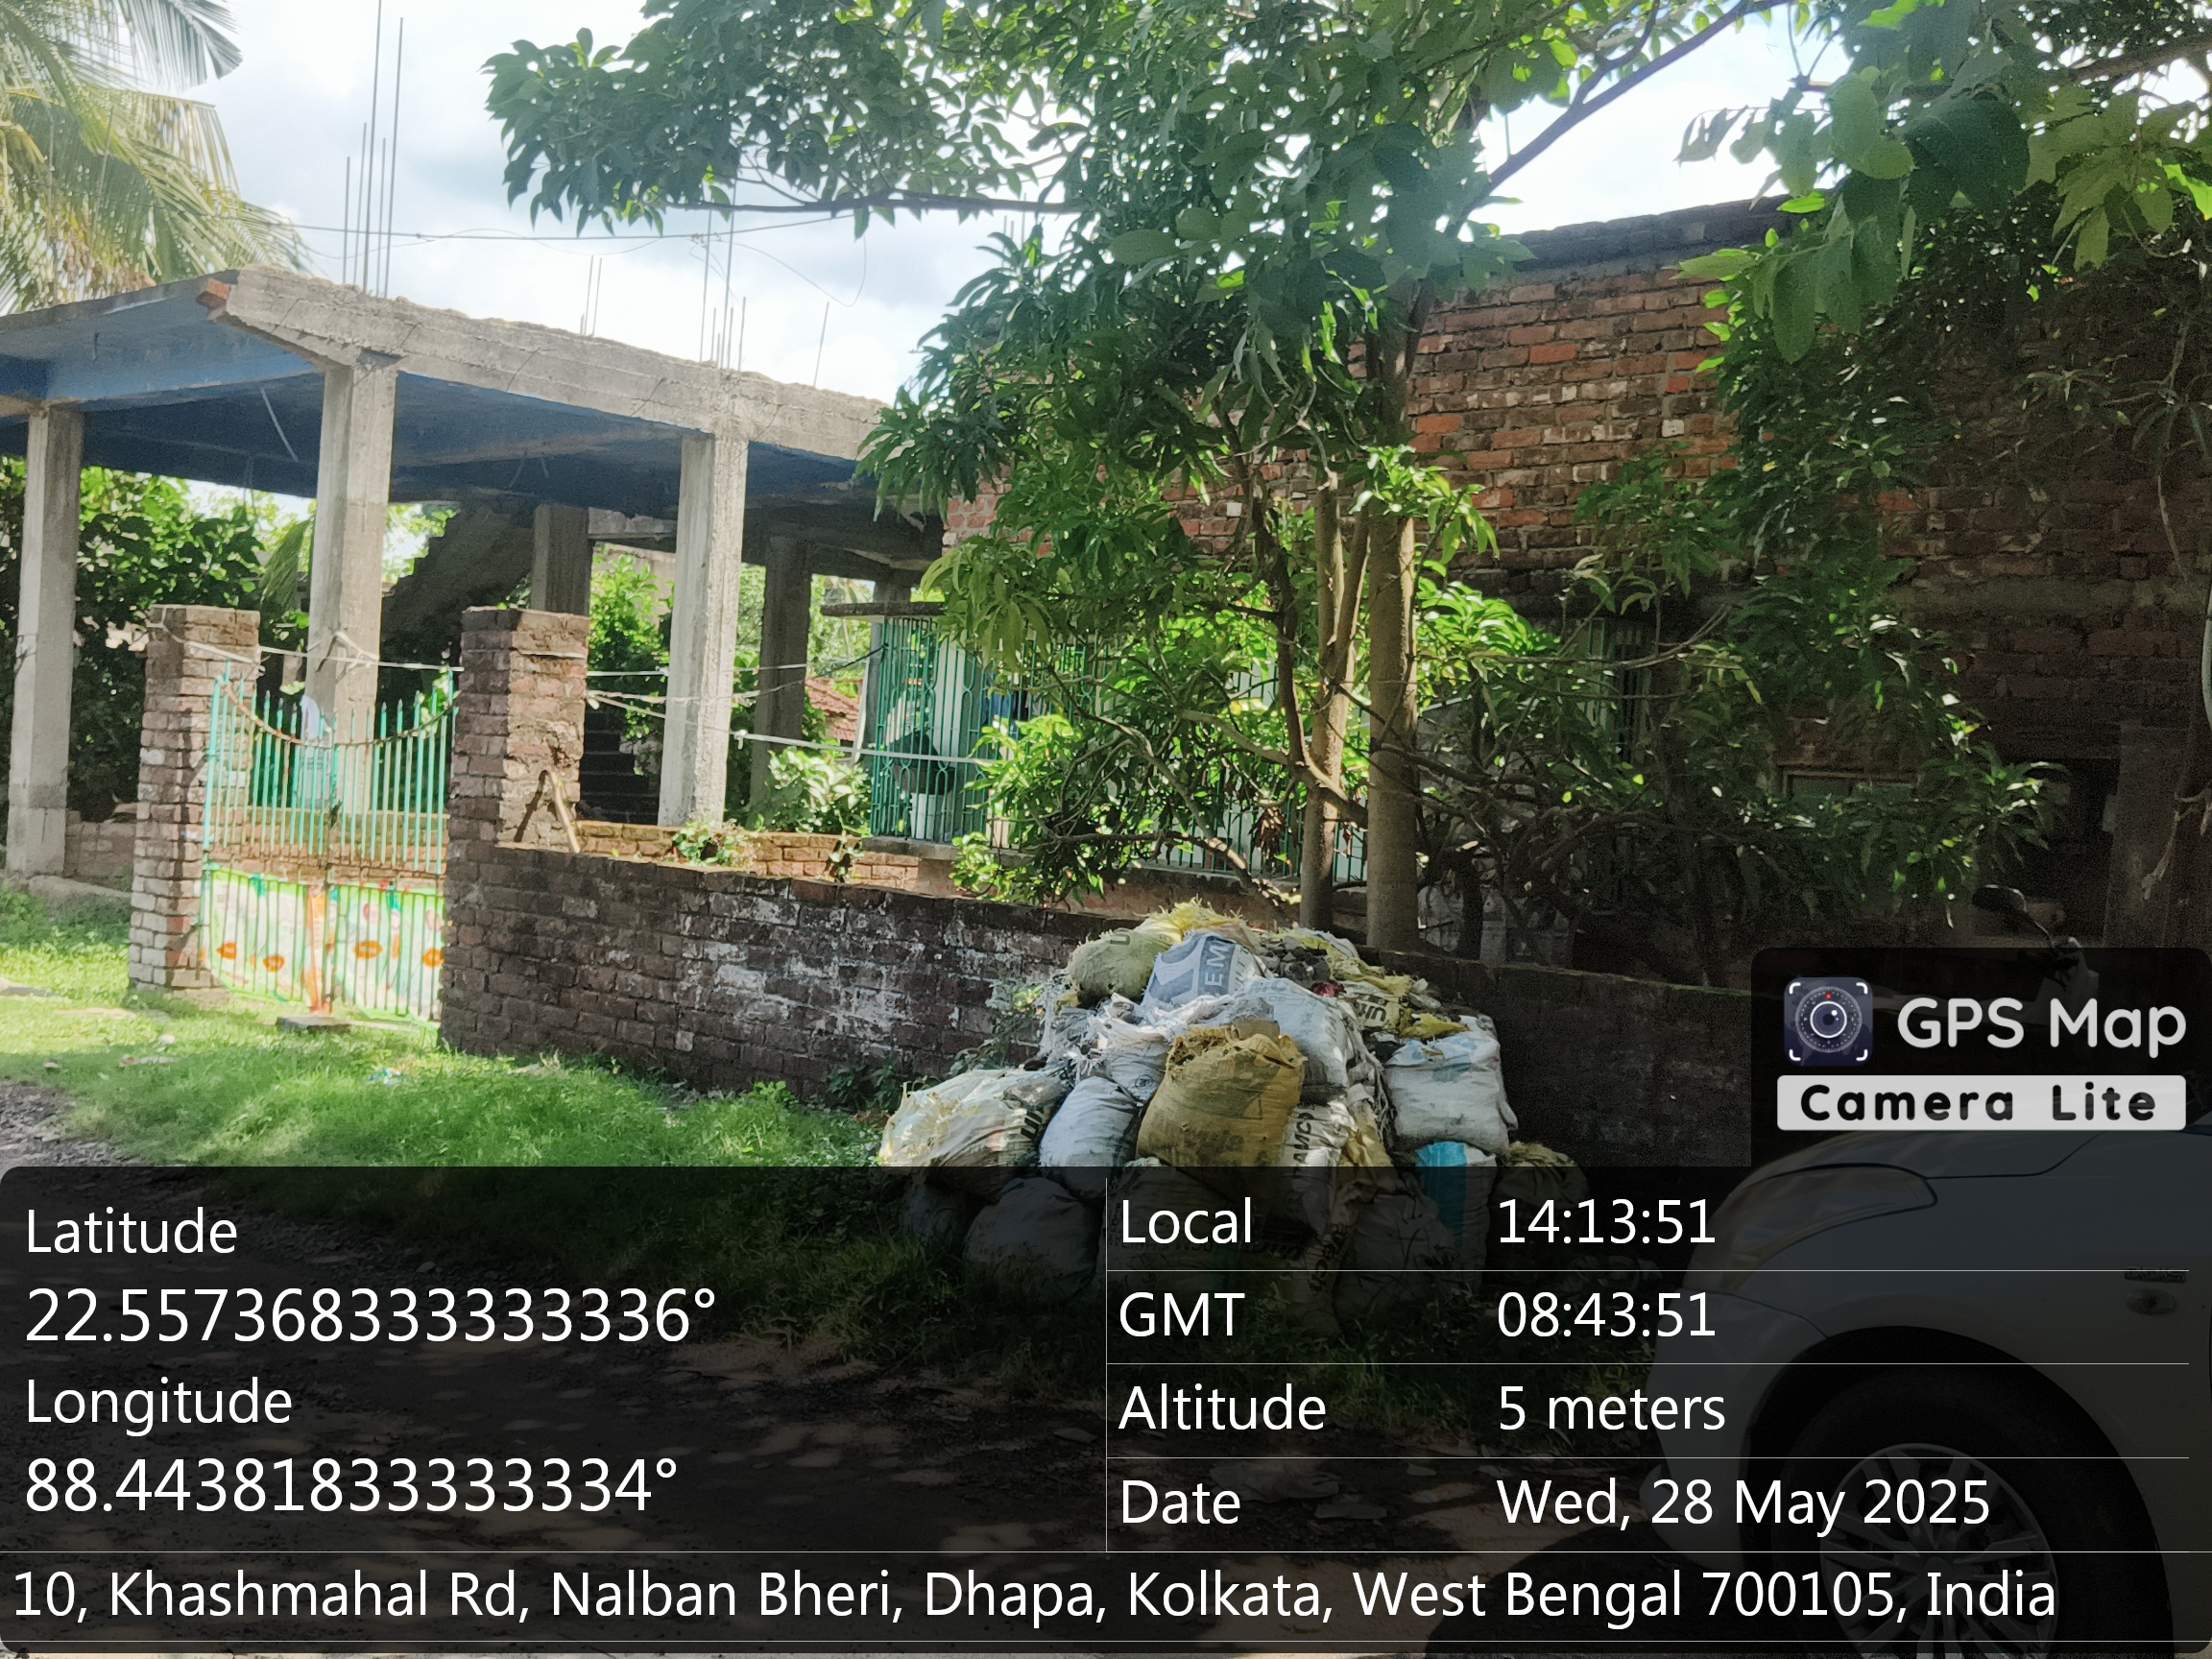 GPS Map
Camera Lite
Latitude
22.557368333333336°
Longitude
88.44381833333334°
Local 14:13:51
GMT 08:43:51
Altitude 5 meters
Date Wed, 28 May 2025
10, Khashmahal Rd, Nalban Bheri, Dhapa, Kolkata, West Bengal 700105, India